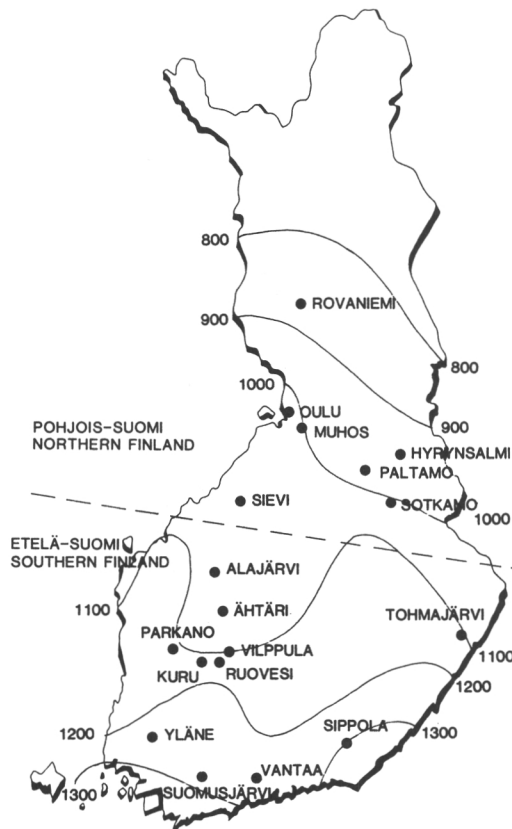 800
ROVANIEMI
900
800
1000
OULU
900
MUHOS
POHJOIS-SUOMI
NORTHERN FINLAND
HYRYNSALMI
PALTAMO
SIEVI
SOTKAMO
1000
ETELÄ-SUOMI
SOUTHERN FINLAND
ALAJÄRVI
1100
ÄHTÄRI
TOHMAJÄRVI
PARKANO
VILPPULA
1100
KURU
RUOVESI
1200
1200
YLÄNE
SIPPOLA
1300
VANTAA
SUOMUSJÄRVI
1300